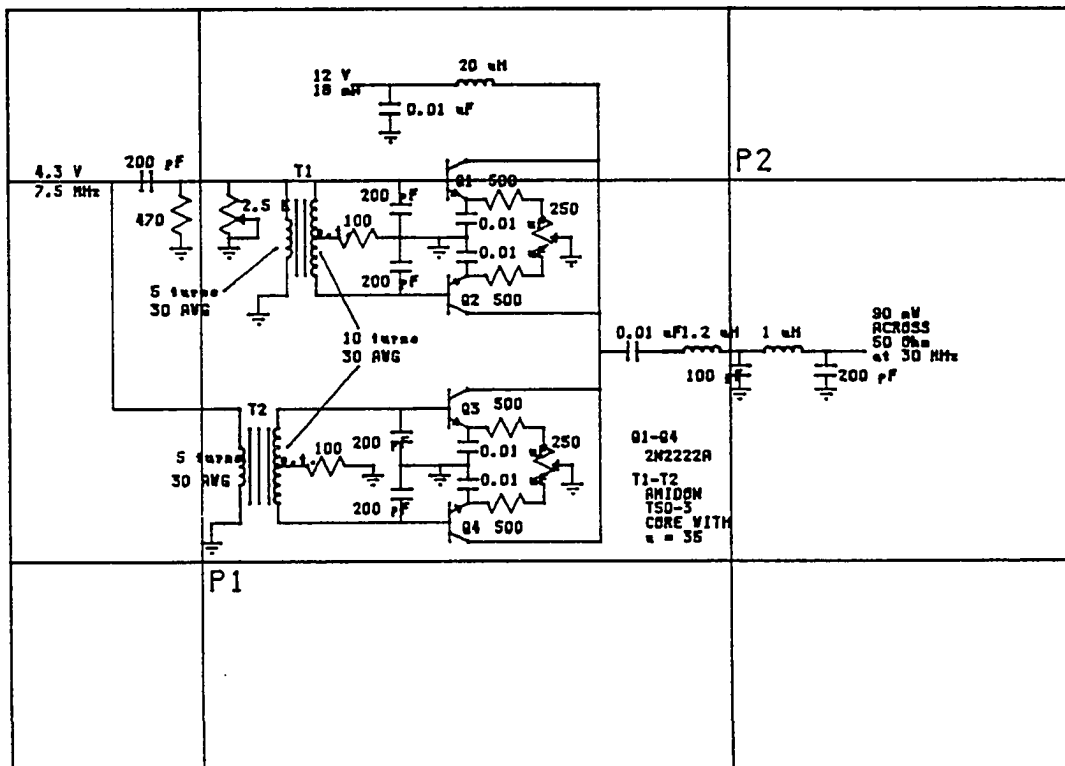 12 V
18 mA
20 uH
0.01 uF
P2
4.3 V
7.5 MHz
200 pF
T1
470
2.5 K
100
200 pF
200 pF
Q1 500
0.01 uF
0.01 uF
250
Q2 500
5 turns
30 AWG
10 turns
30 AWG
0.01 uF
1.2 uH
1 uH
100 pF
200 pF
90 mW
ACROSS
50 Ohm
at 30 MHz
T2
5 turns
30 AWG
100
200 pF
200 pF
Q3 500
0.01 uF
0.01 uF
250
Q4 500
Q1-Q4
2N2222A
T1-T2
AMIDON
T50-3
CORE WITH
u = 35
P1